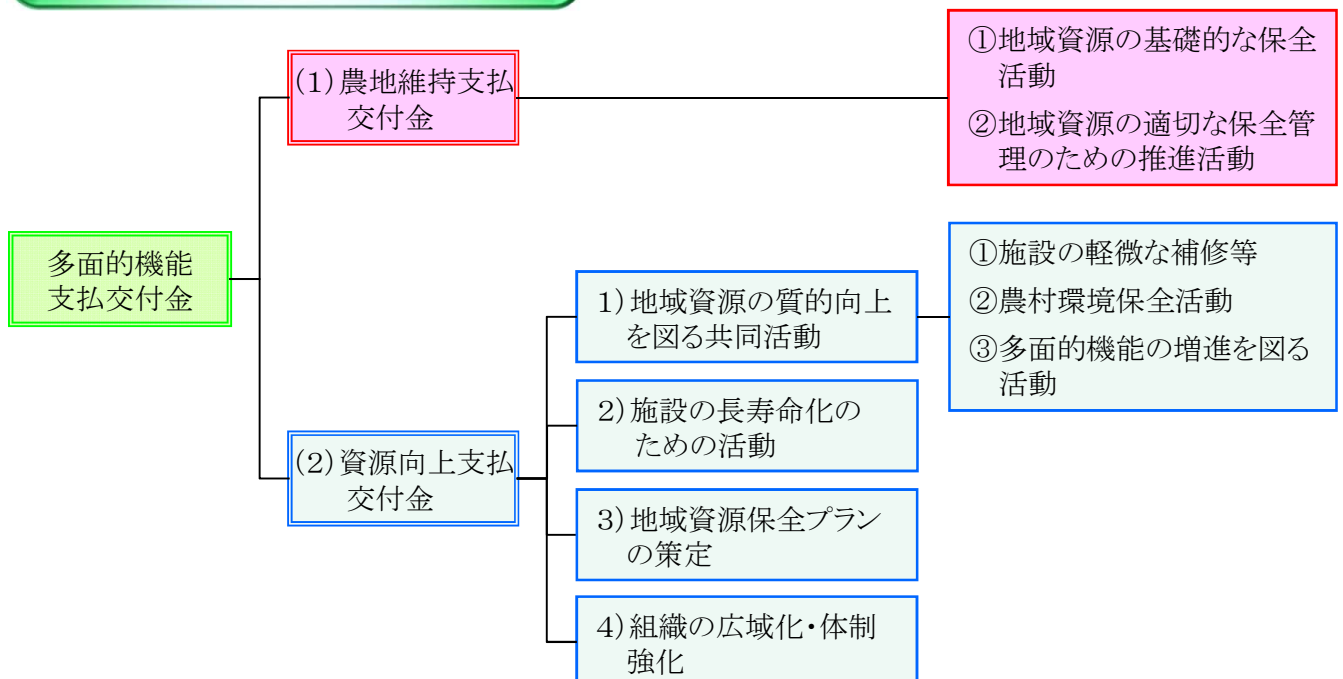 多面的機能
支払交付金
(1)農地維持支払
交付金
①地域資源の基礎的な保全
活動
②地域資源の適切な保全管
理のための推進活動
(2)資源向上支払
交付金
1)地域資源の質的向上
を図る共同活動
①施設の軽微な補修等
②農村環境保全活動
③多面的機能の増進を図る
活動
2)施設の長寿命化の
ための活動
3)地域資源保全プラン
の策定
4)組織の広域化・体制
強化